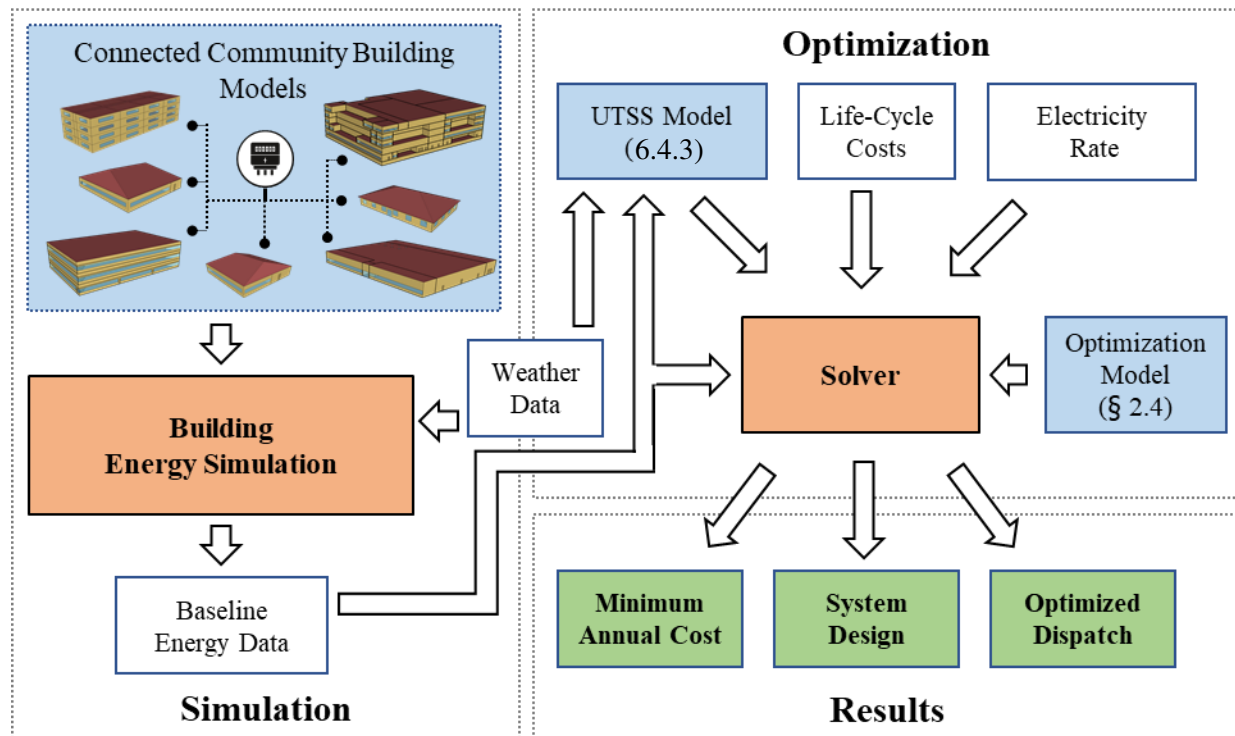 Connected Community Building
Models
Building
Energy Simulation
Baseline
Energy Data
Simulation
Weather
Data
Optimization
UTSS Model
(6.4.3)
Life-Cycle
Costs
Electricity
Rate
Solver
Optimization
Model
(§ 2.4)
Minimum
Annual Cost
System
Design
Optimized
Dispatch
Results